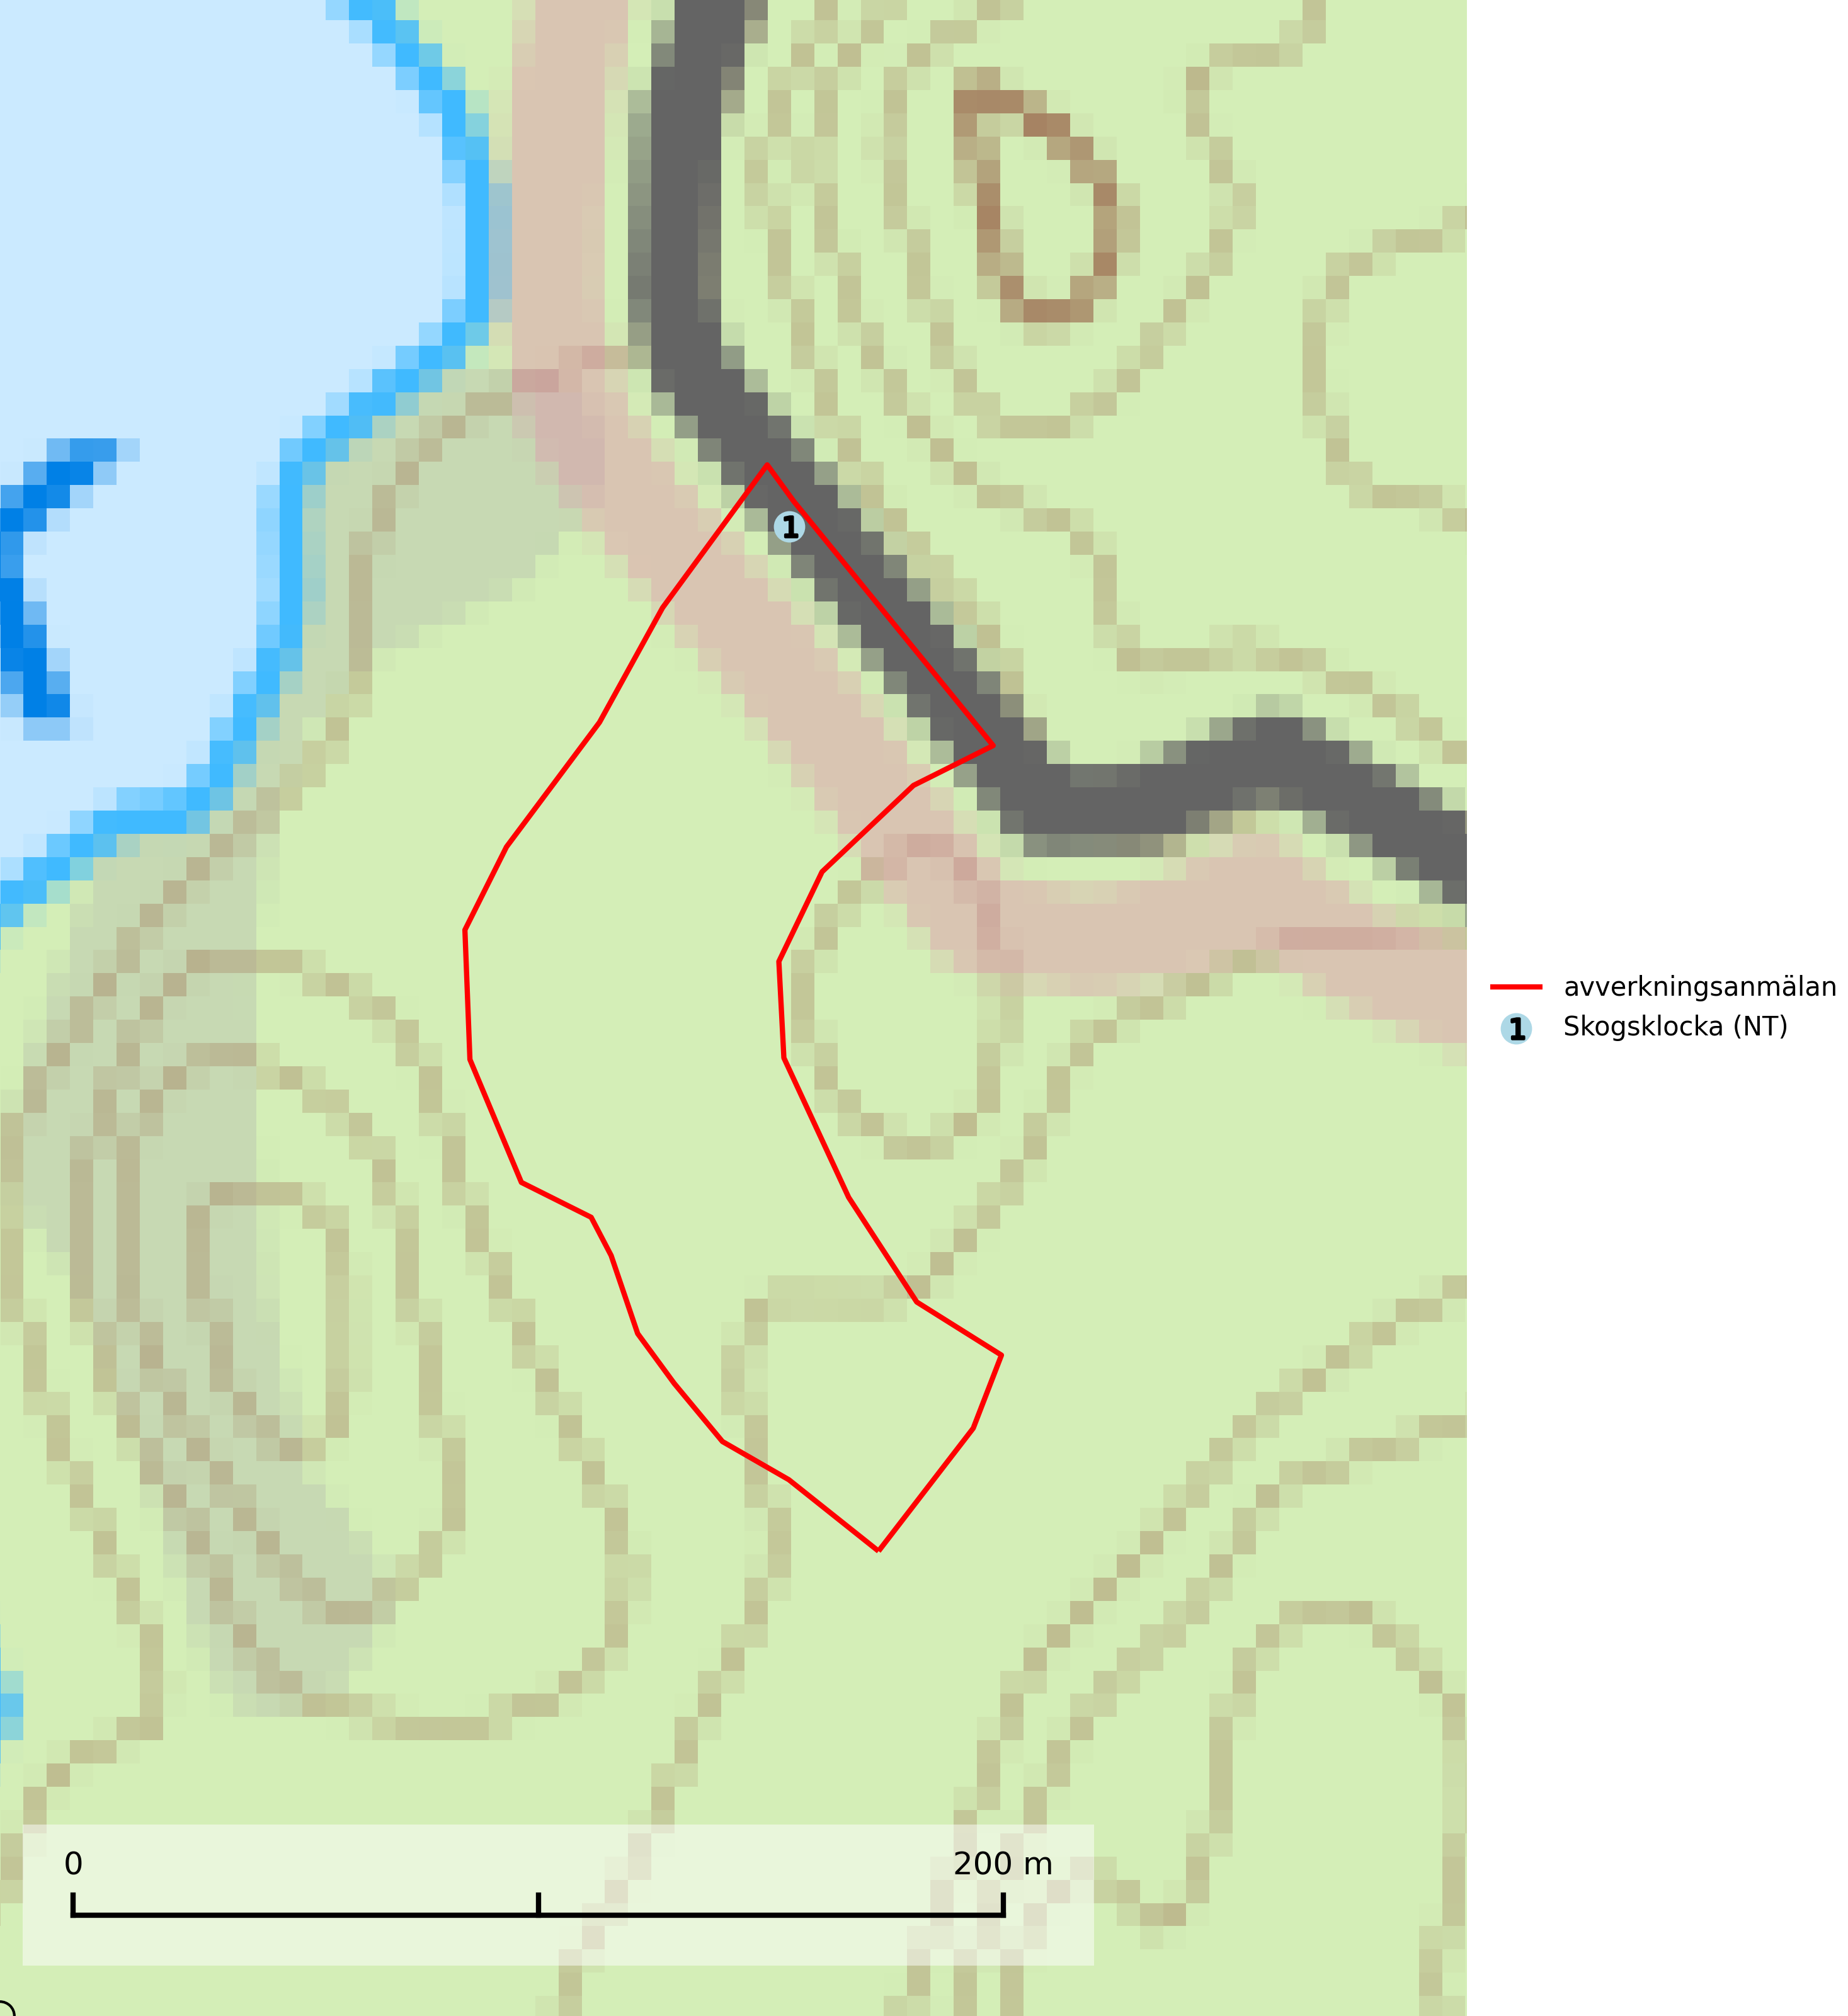 1
avverkningsanmälan
1 Skogsklocka (NT)
0 200 m